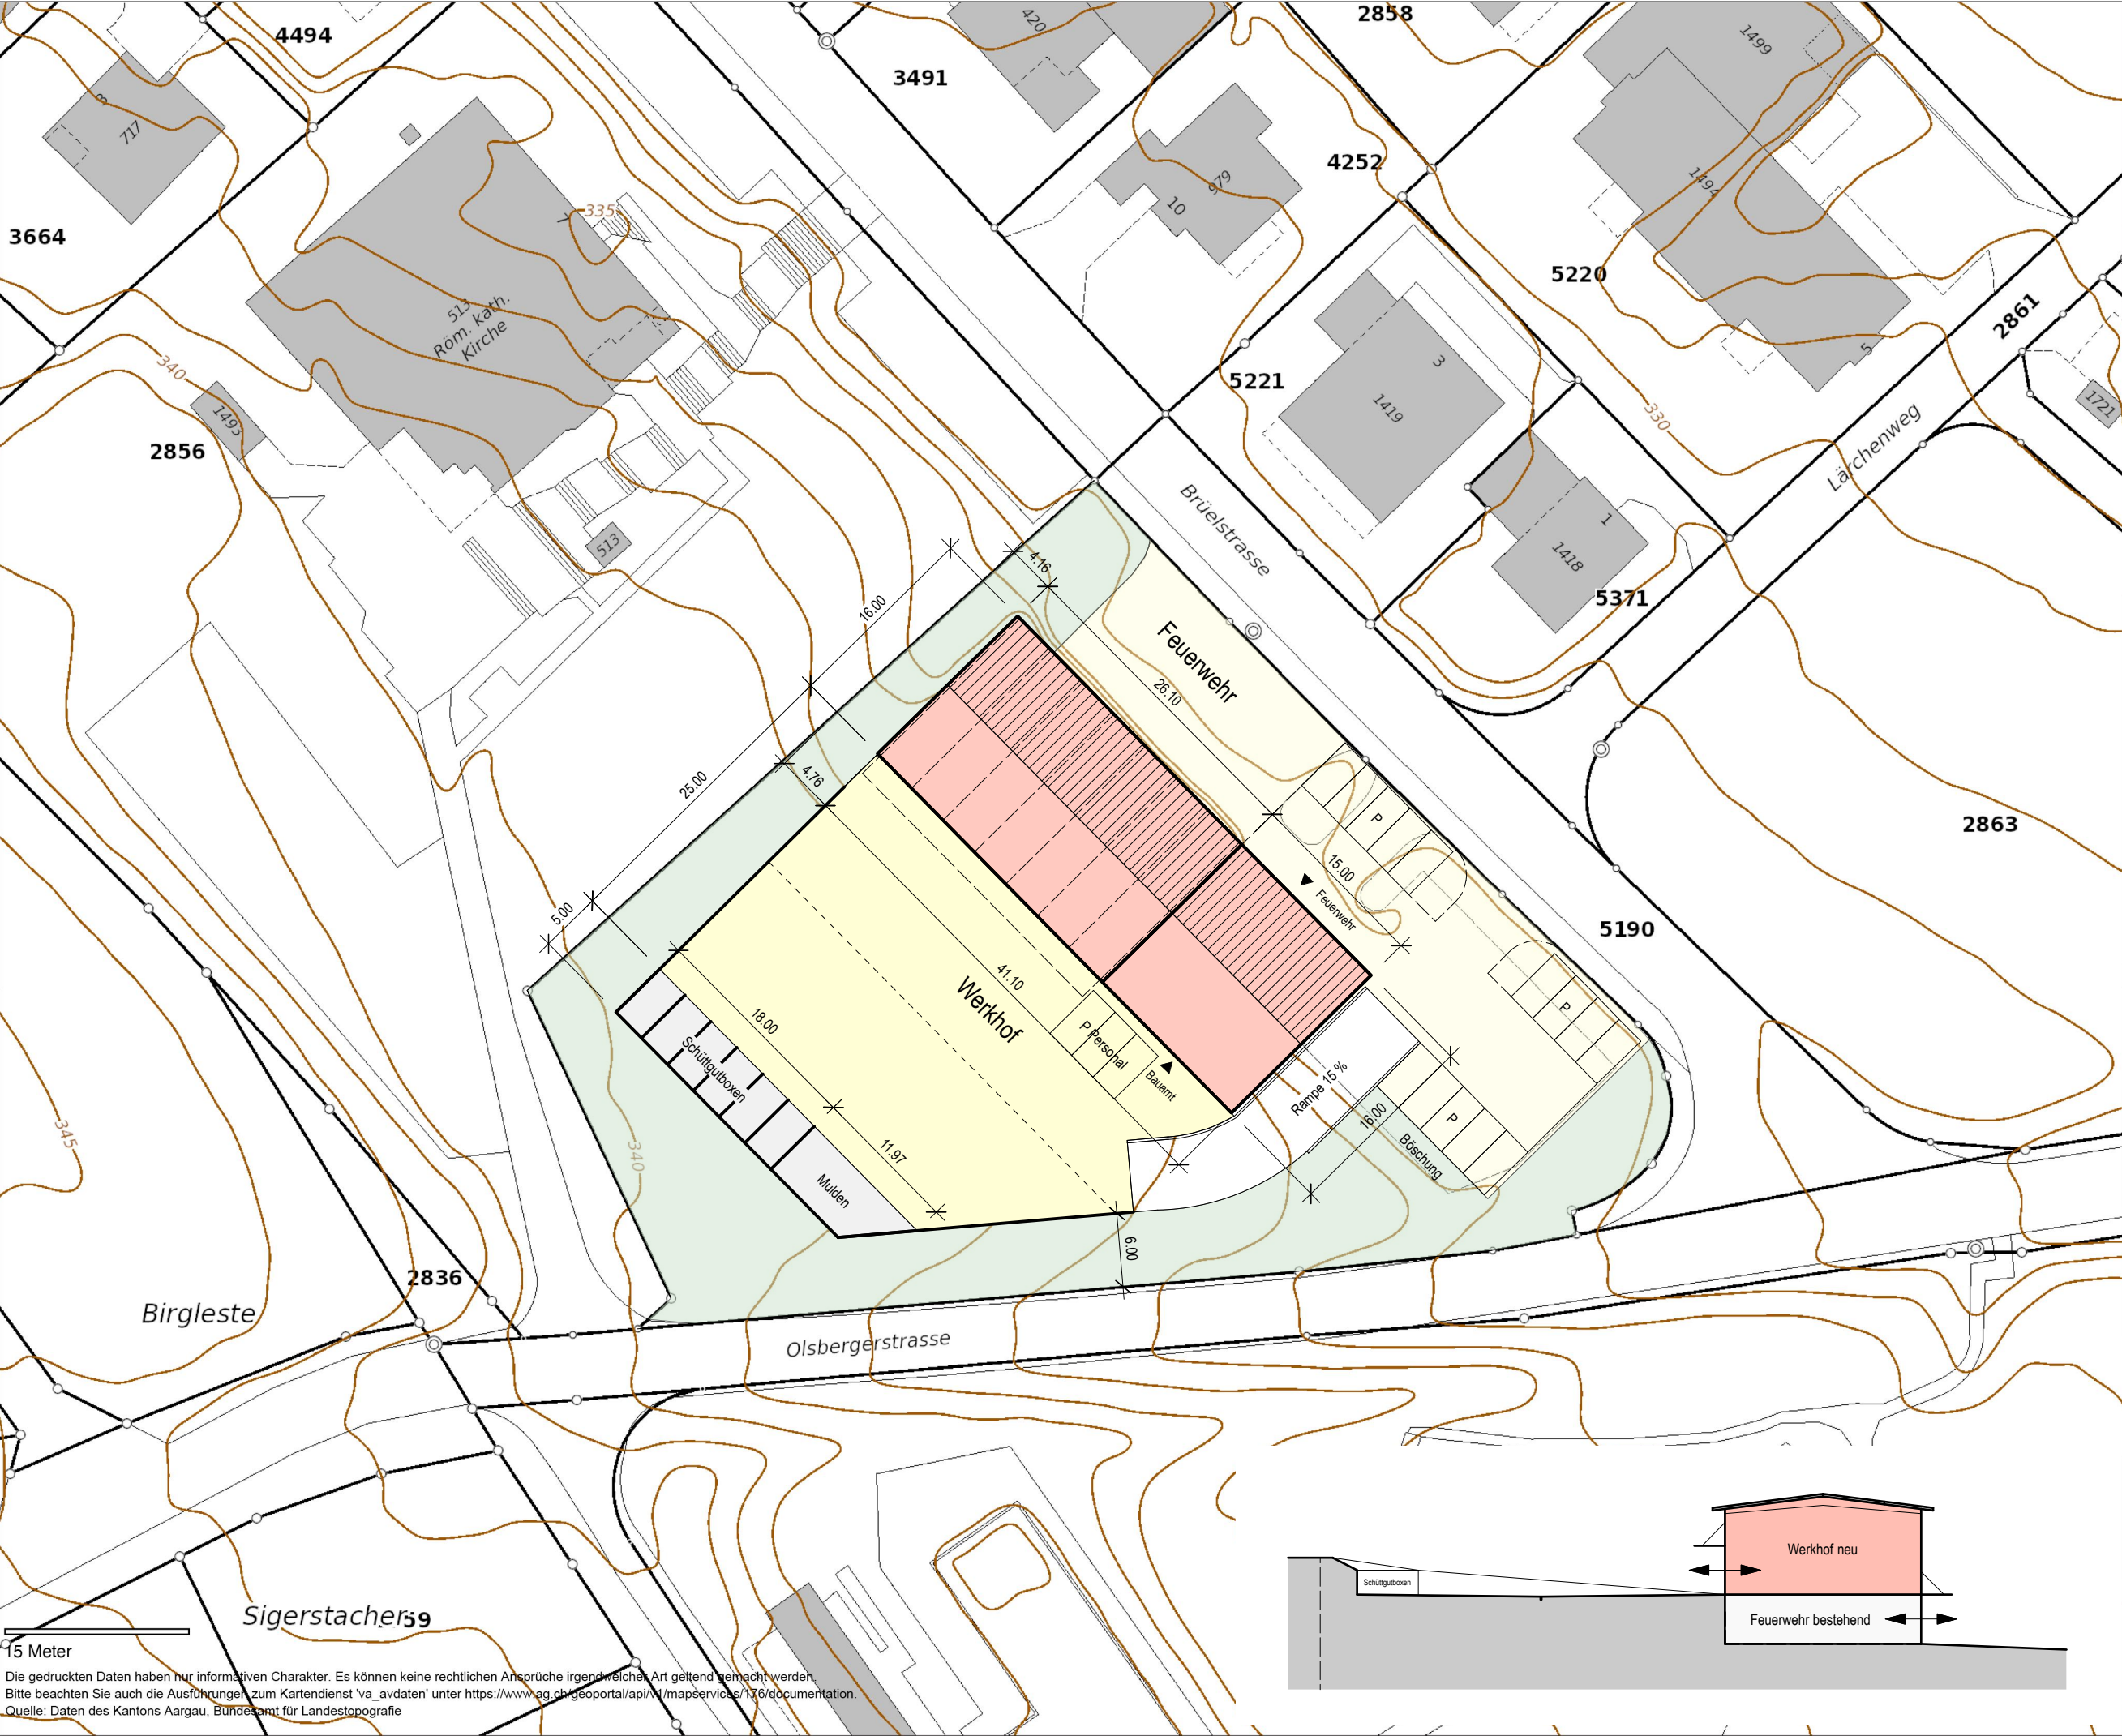 2858
4494
420
1499
3491
8
717
4252
1494
979
10
335
7
3664
5220
2861
513
Röm. kath.
Kirche
340
3
5
5221
1419
1721
330
1493
2856
Lärchenweg
Brüelstrasse
1
513
1418
4.16
5371
16.00
Feuerwehr
26.10
4.76
25.00
P
2863
15.00
Feuerwehr
5.00
5190
41.10
Werkhof
P
18.00
P Personal
Schüttgutboxen
Bauamt
Rampe 15 %
16.00
P
345
340
11.97
Böschung
Mulden
6.00
2836
Birgleste
Olsbergerstrasse
Werkhof neu
Schüttgutboxen
Feuerwehr bestehend
Sigerstacher
59
15 Meter
Die gedruckten Daten haben nur informativen Charakter. Es können keine rechtlichen Ansprüche irgendwelcher Art geltend gemacht werden.
Bitte beachten Sie auch die Ausführungen zum Kartendienst 'va_avdaten' unter https://www.ag.ch/geoportal/api/v1/mapservices/176/documentation.
Quelle: Daten des Kantons Aargau, Bundesamt für Landestopografie